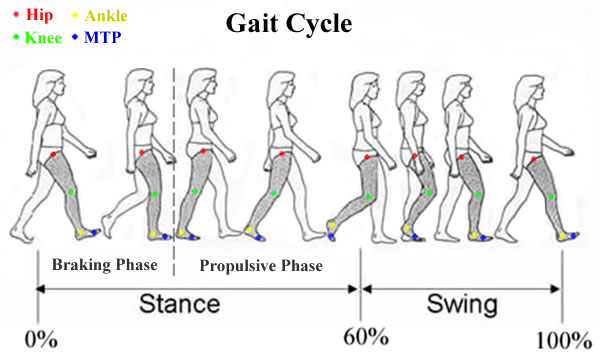 Gait Cycle
Hip Ankle
Knee MTP
Braking Phase Propulsive Phase
Stance Swing
0% 60% 100%